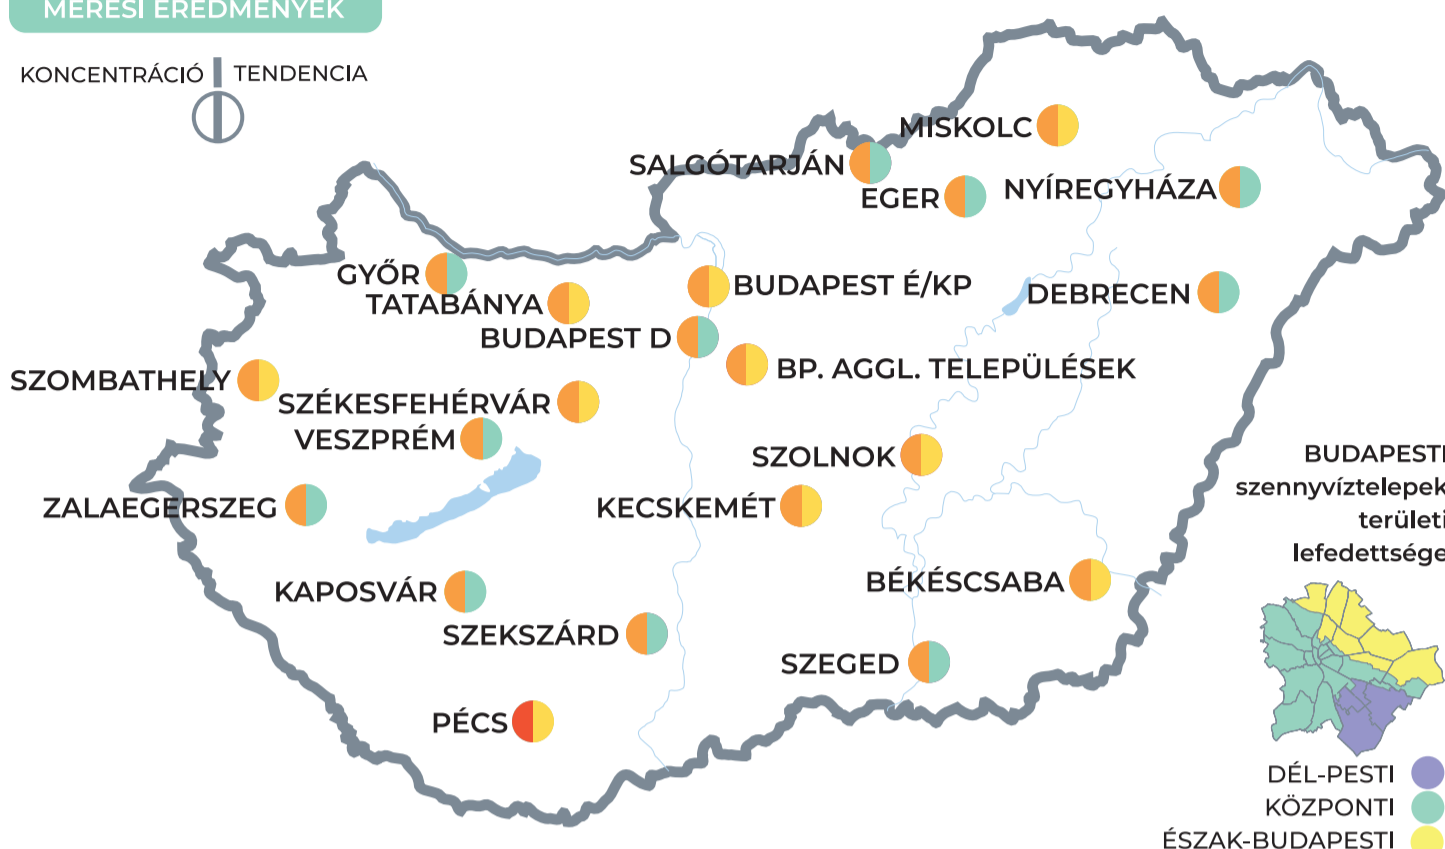 MÉRÉSI EREDMÉNYEK
KONCENTRÁCIÓ TENDENCIA
MISKOLC
SALGÓTARJÁN
EGER
NYÍREGYHÁZA
GYŐR
TATABÁNYA
BUDAPEST É/KP
DEBRECEN
BUDAPEST D
BP. AGGL. TELEPÜLÉSEK
SZOMBATHELY
SZÉKESFEHÉRVÁR
VESZPRÉM
SZOLNOK
ZALAEGERSZEG
KECSKEMÉT
BÉKÉSCSABA
KAPOSVÁR
SZEKSZÁRD
SZEGED
PÉCS
BUDAPESTI
szennyvíztelepek
területi
lefedettsége
DÉL-PESTI
KÖZPONTI
ÉSZAK-BUDAPESTI